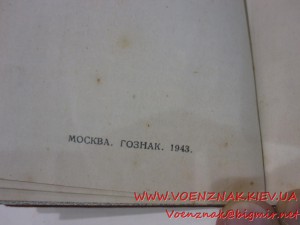 МОСКВА. ГОЗНАК. 1943.
WWW.VOENZNAK.KIEV.UA
Voenznak@bigmir.net